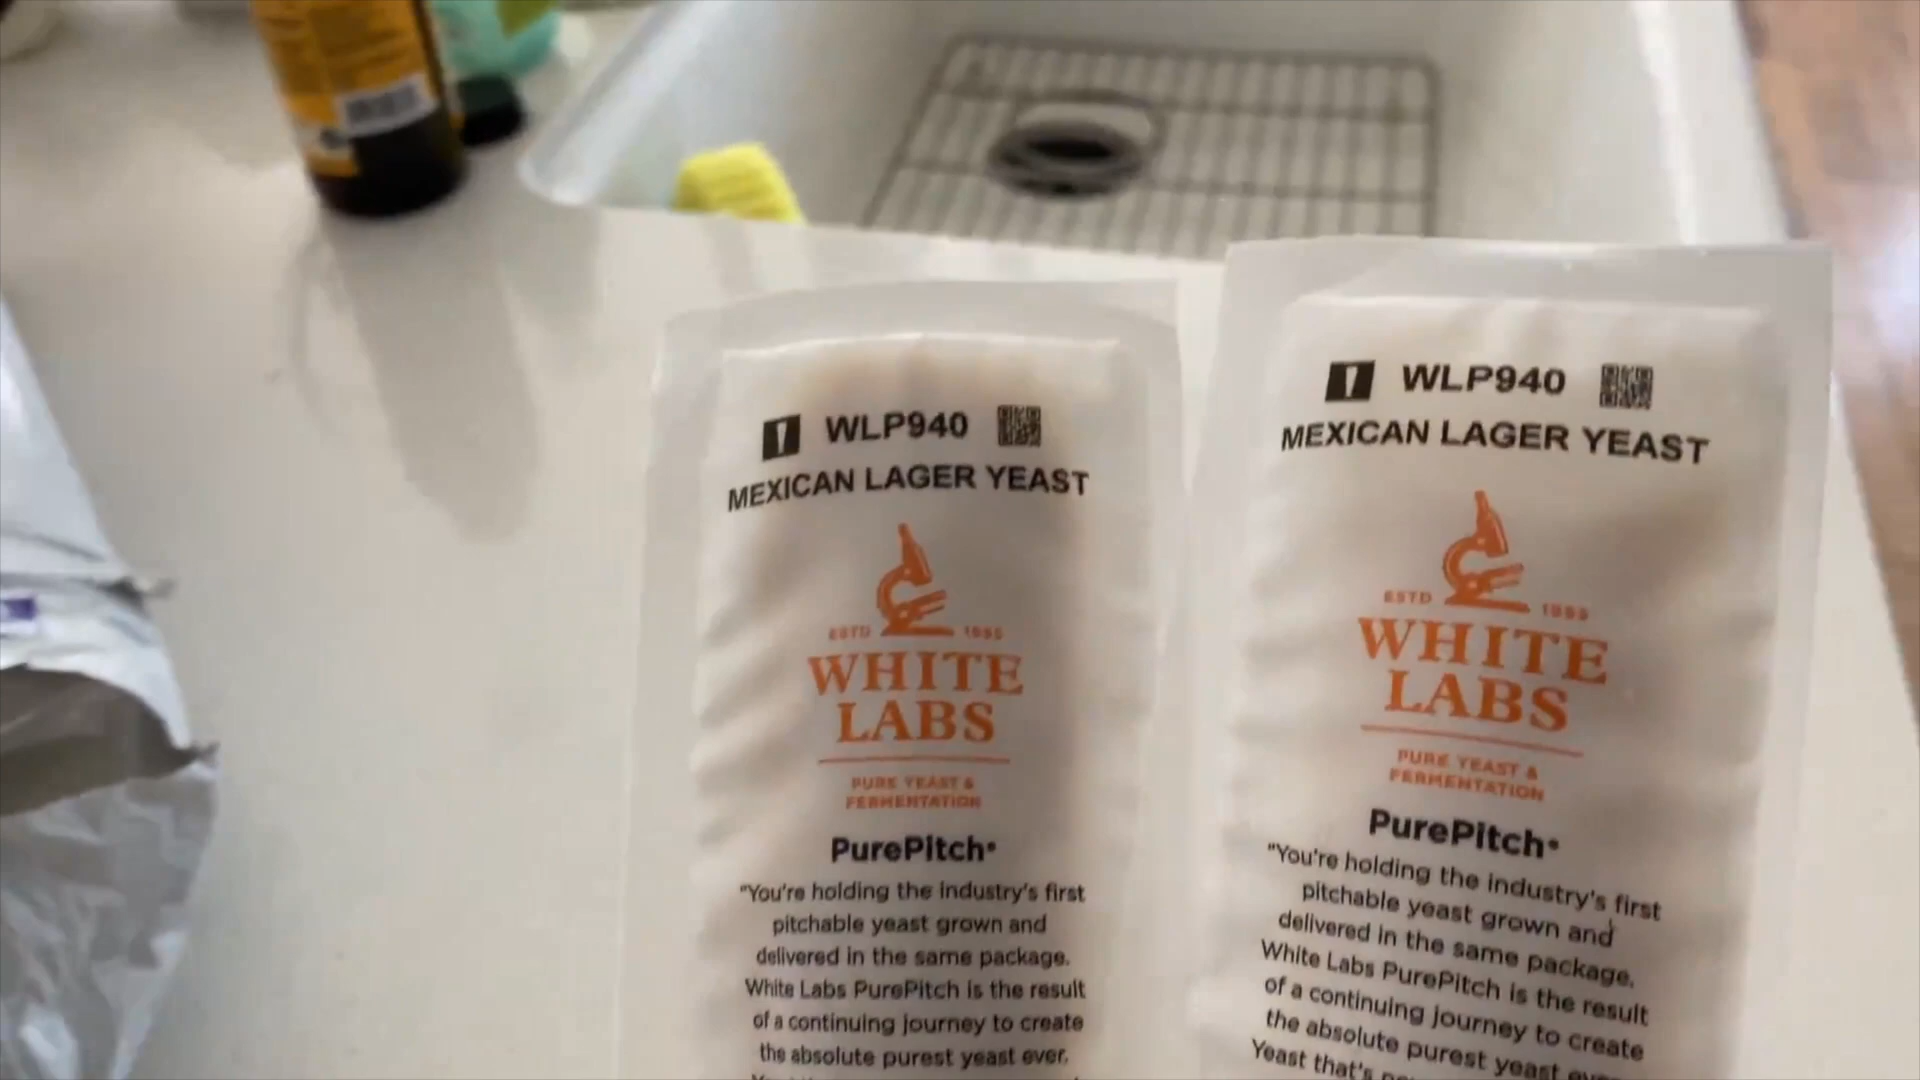 WLP940
MEXICAN LAGER YEAST
ESTD 1995
WHITE
LABS
PURE YEAST &
FERMENTATION
PurePitch®
"You're holding the industry's first
pitchable yeast grown and
delivered in the same package.
White Labs PurePitch is the result
of a continuing journey to create
the absolute purest yeast ever.
WLP940
MEXICAN LAGER YEAST
ESTD 1995
WHITE
LABS
PURE YEAST &
FERMENTATION
PurePitch®
"You're holding the industry's first
pitchable yeast grown and
delivered in the same package.
White Labs PurePitch is the result
of a continuing journey to create
the absolute purest yeast
Yeast that's